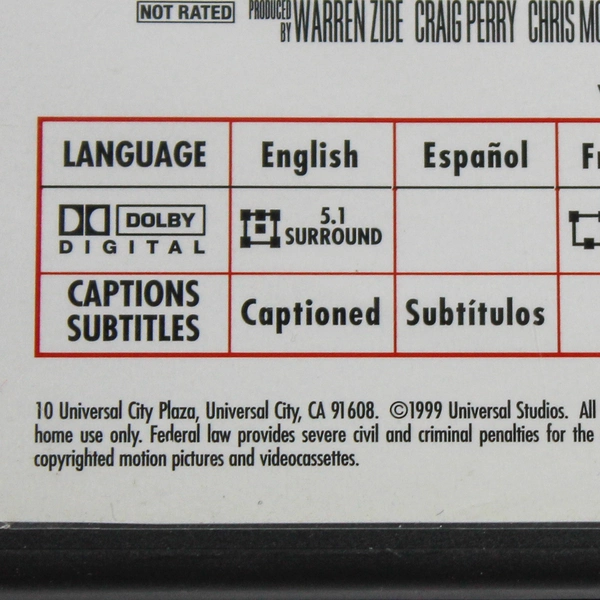 NOT RATED PRODUCED BY WARREN ZIDE CRAIG PERRY CHRIS
LANGUAGE English Español
DOLBY DIGITAL 5.1 SURROUND
CAPTIONS SUBTITLES Captioned Subtítulos
10 Universal City Plaza, Universal City, CA 91608. ©1999 Universal Studios. All
home use only. Federal law provides severe civil and criminal penalties for the
copyrighted motion pictures and videocassettes.